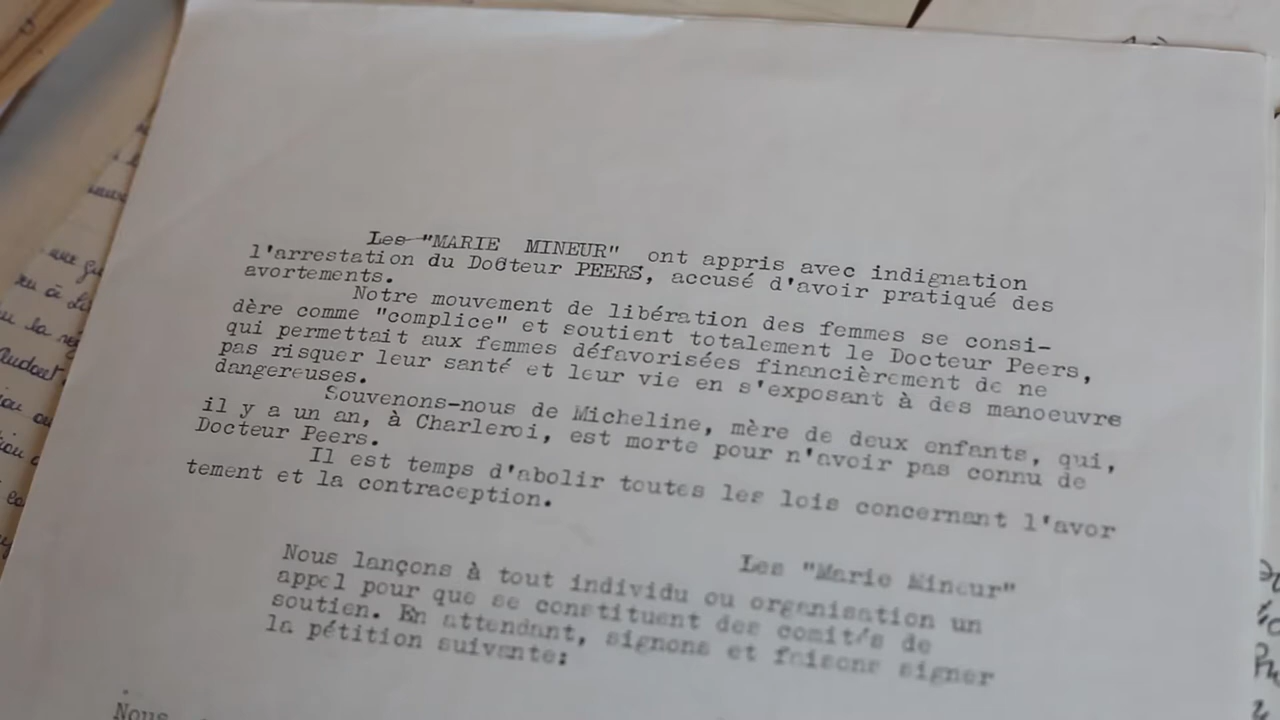 Les "MARIE MINEUR" ont appris avec indignation
l'arrestation du Docteur PEERS, accusé d'avoir pratiqué des
avortements.
Notre mouvement de libération des femmes se consi-
dère comme "complice" et soutient totalement le Docteur Peers,
qui permettait aux femmes défavorisées financièrement de ne
pas risquer leur santé et leur vie en s'exposant à des manoeuvre
dangereuses.
Souvenons-nous de Micheline, mère de deux enfants, qui,
il y a un an, à Charleroi, est morte pour n'avoir pas connu de
Docteur Peers.
Il est temps d'abolir toutes les lois concernant l'avor
tement et la contraception.
Les "Marie Mineur"
Nous lançons à tout individu ou organisation un
appel pour que se constituent des comités de
soutien. En attendant, signons et faisons signer
la pétition suivante:
Nous